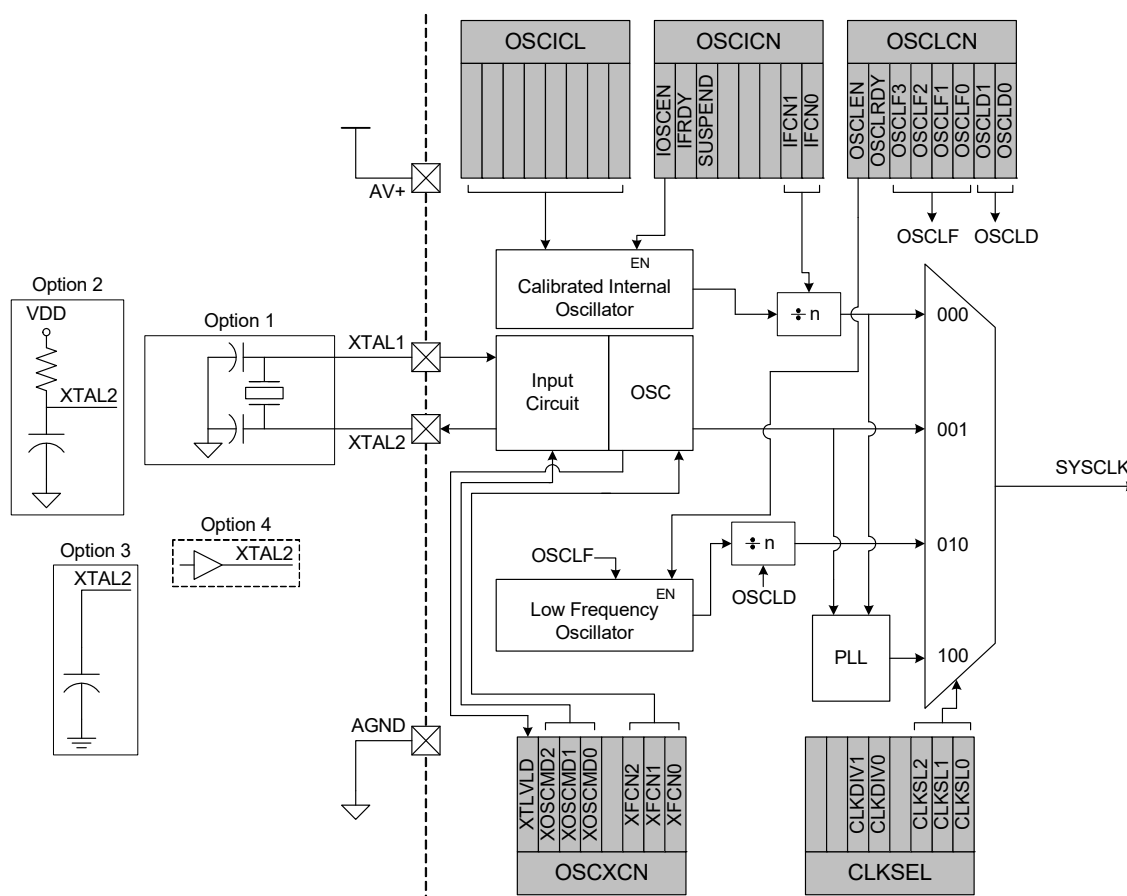 OSCICL
OSCICN
OSCLCN
IOSCEN
IFRDY
SUSPEND
IFCN1
IFCN0
OSCLEN
OSCLRDY
OSCLF3
OSCLF2
OSCLF1
OSCLF0
OSCLD1
OSCLD0
AV+
OSCLF
OSCLD
EN
Calibrated Internal
Oscillator
÷ n
000
Option 2
VDD
XTAL2
Option 1
XTAL1
XTAL2
Input
Circuit
OSC
001
SYSCLK
Option 4
XTAL2
Option 3
XTAL2
OSCLF
EN
Low Frequency
Oscillator
÷ n
OSCLD
010
PLL
100
AGND
XTLVLD
XOSCMD2
XOSCMD1
XOSCMD0
XFCN2
XFCN1
XFCN0
OSCXCN
CLKDIV1
CLKDIV0
CLKSL2
CLKSL1
CLKSL0
CLKSEL